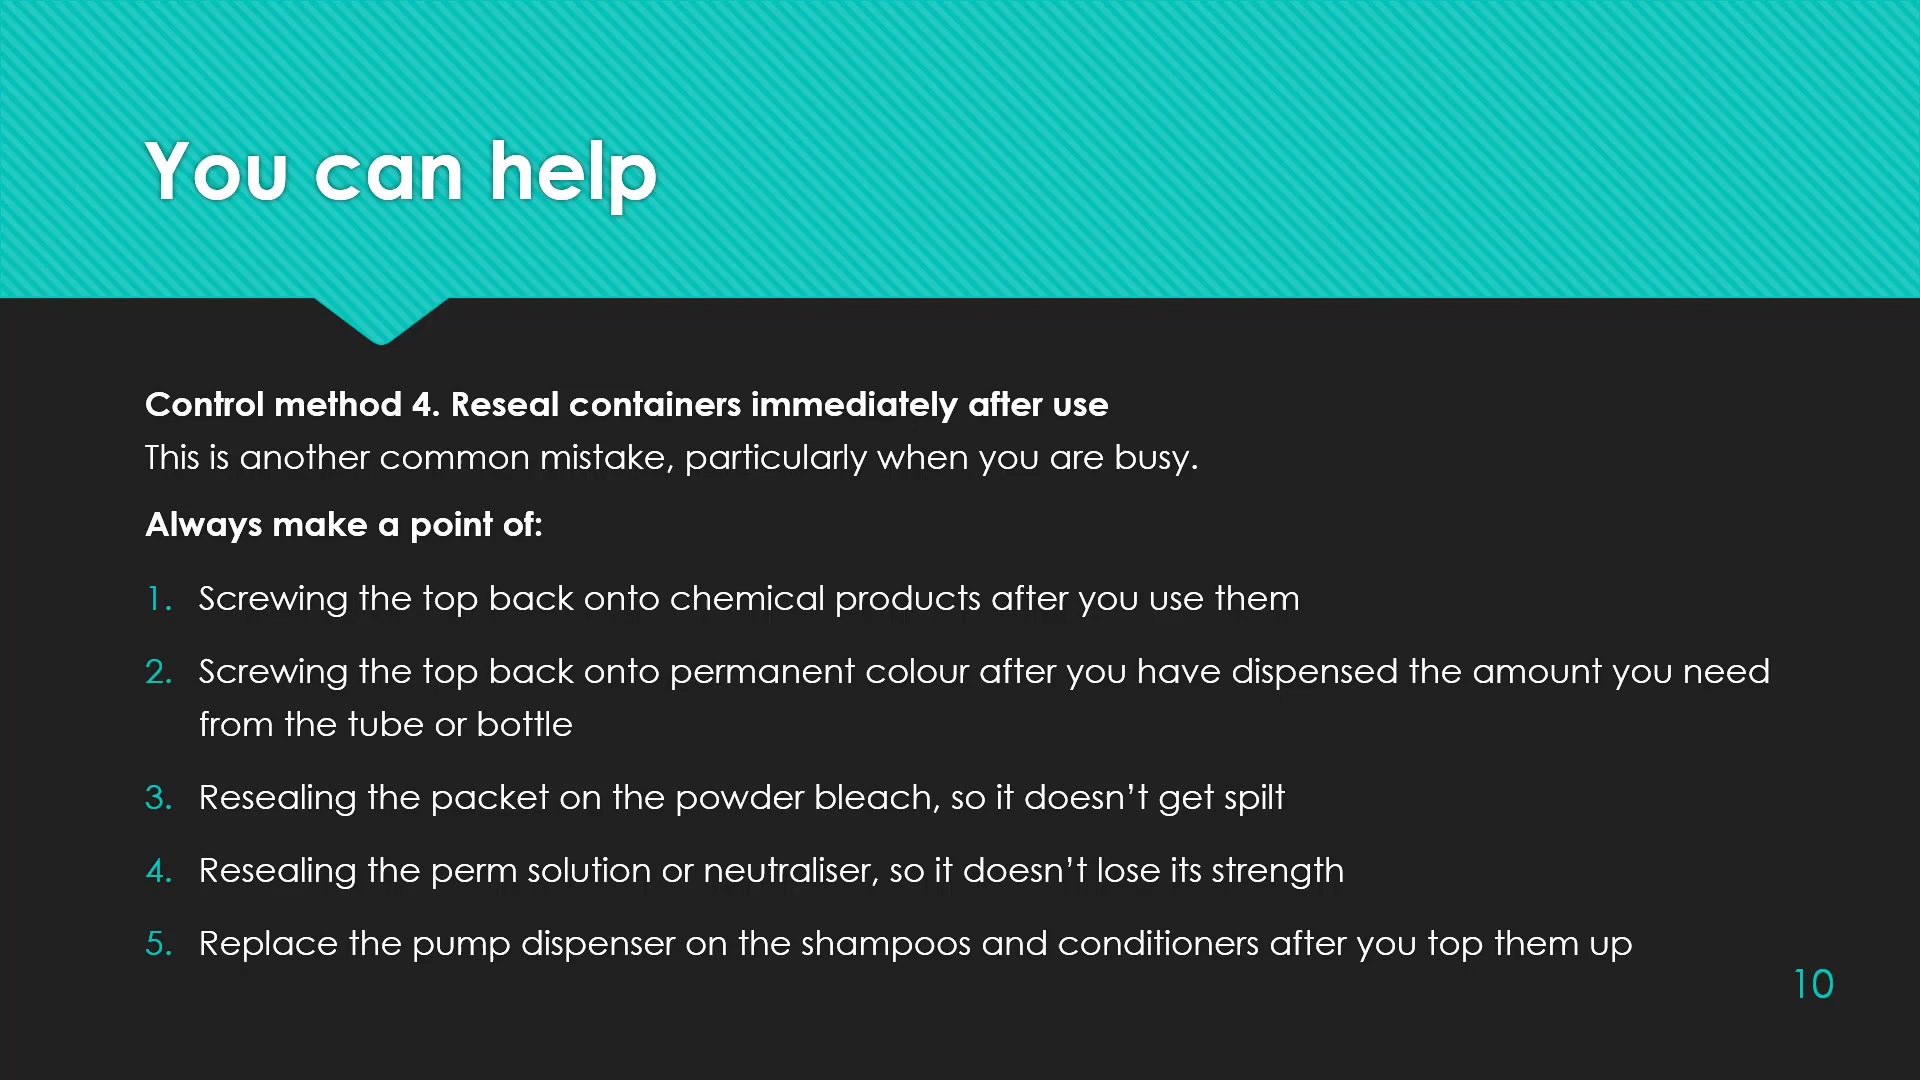 You can help
Control method 4. Reseal containers immediately after use
This is another common mistake, particularly when you are busy.
Always make a point of:
1. Screwing the top back onto chemical products after you use them
2. Screwing the top back onto permanent colour after you have dispensed the amount you need
from the tube or bottle
3. Resealing the packet on the powder bleach, so it doesn’t get spilt
4. Resealing the perm solution or neutraliser, so it doesn’t lose its strength
5. Replace the pump dispenser on the shampoos and conditioners after you top them up
10